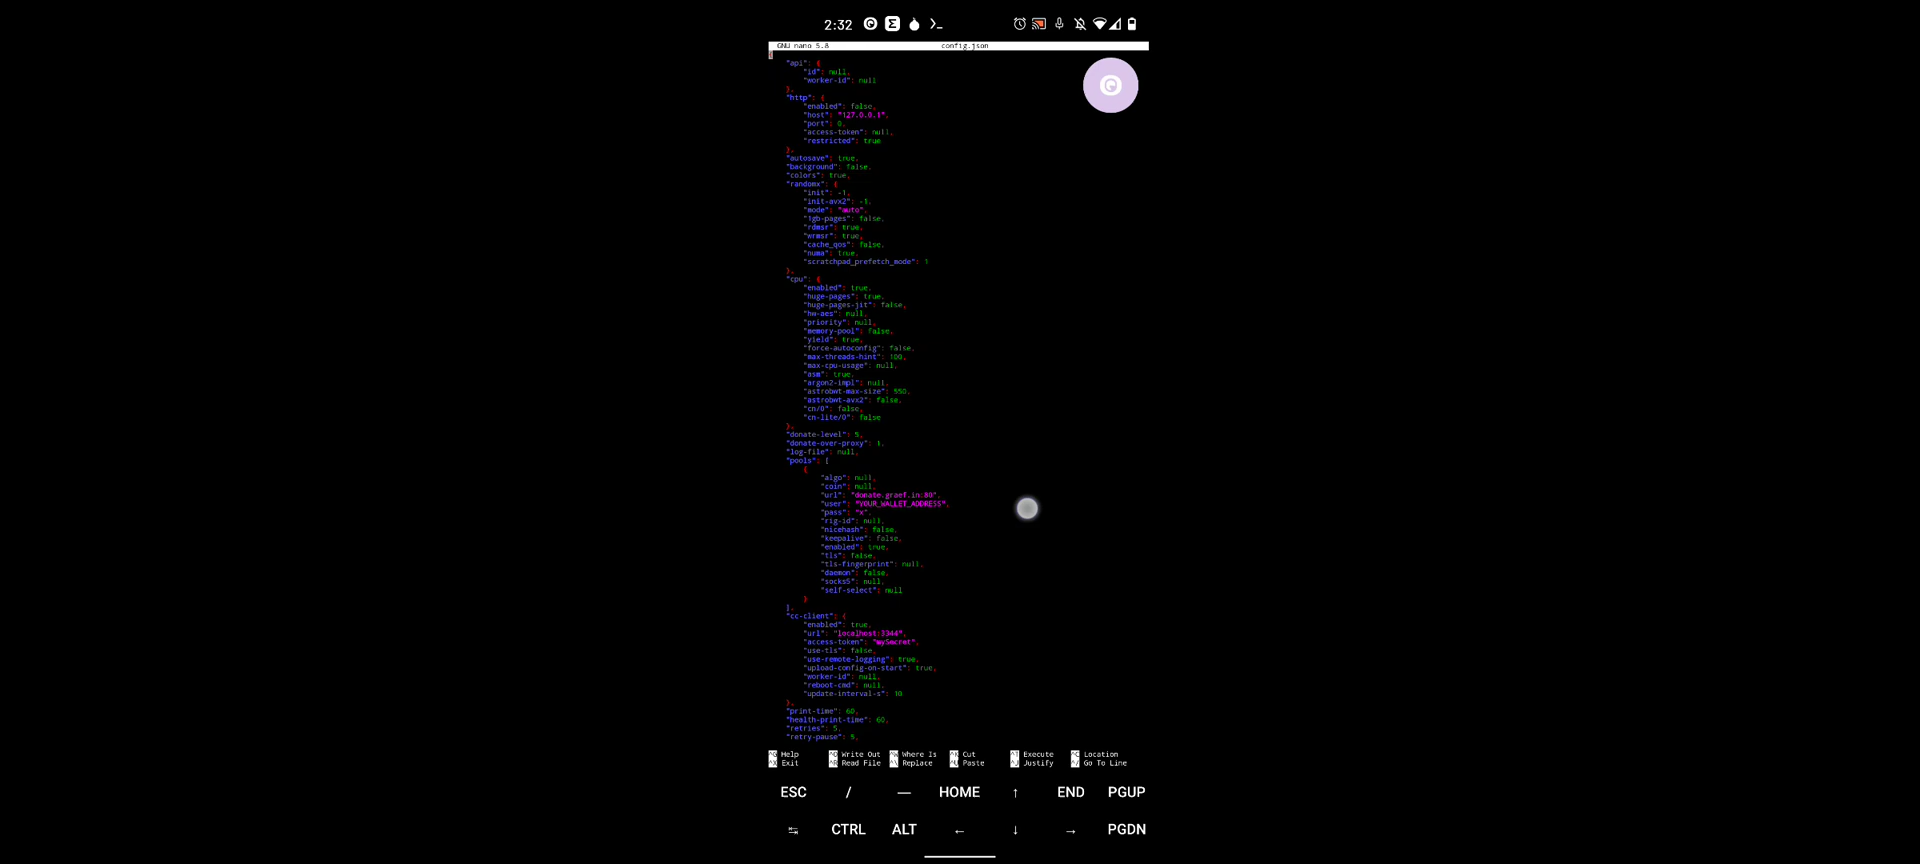 2:32
GNU nano 5.8 config.json
{
"api": {
"id": null,
"worker-id": null
},
"http": {
"enabled": false,
"host": "127.0.0.1",
"port": 0,
"access-token": null,
"restricted": true
},
"autosave": true,
"background": false,
"colors": true,
"randomx": {
"init": -1,
"init-avx2": -1,
"mode": "auto",
"1gb-pages": false,
"rdmsr": true,
"wrmsr": true,
"cache_qos": false,
"numa": true,
"scratchpad_prefetch_mode": 1
},
"cpu": {
"enabled": true,
"huge-pages": true,
"huge-pages-jit": false,
"hw-aes": null,
"priority": null,
"memory-pool": false,
"yield": true,
"force-autoconfig": false,
"max-threads-hint": 100,
"max-cpu-usage": null,
"asm": true,
"argon2-impl": null,
"astrobwt-max-size": 550,
"astrobwt-avx2": false,
"cn/0": false,
"cn-lite/0": false
},
"donate-level": 5,
"donate-over-proxy": 1,
"log-file": null,
"pools": [
{
"algo": null,
"coin": null,
"url": "donate.graef.in:80",
"user": "YOUR_WALLET_ADDRESS",
"pass": "x",
"rig-id": null,
"nicehash": false,
"keepalive": false,
"enabled": true,
"tls": false,
"tls-fingerprint": null,
"daemon": false,
"socks5": null,
"self-select": null
}
],
"cc-client": {
"enabled": true,
"url": "localhost:3344",
"access-token": "mySecret",
"use-tls": false,
"use-remote-logging": true,
"upload-config-on-start": true,
"worker-id": null,
"reboot-cmd": null,
"update-interval-s": 10
},
"print-time": 60,
"health-print-time": 60,
"retries": 5,
"retry-pause": 5,
^G Help ^O Write Out ^W Where Is ^K Cut ^T Execute ^C Location
^X Exit ^R Read File ^\ Replace ^U Paste ^J Justify ^/ Go To Line
ESC / — HOME ↑ END PGUP
↹ CTRL ALT ← ↓ → PGDN